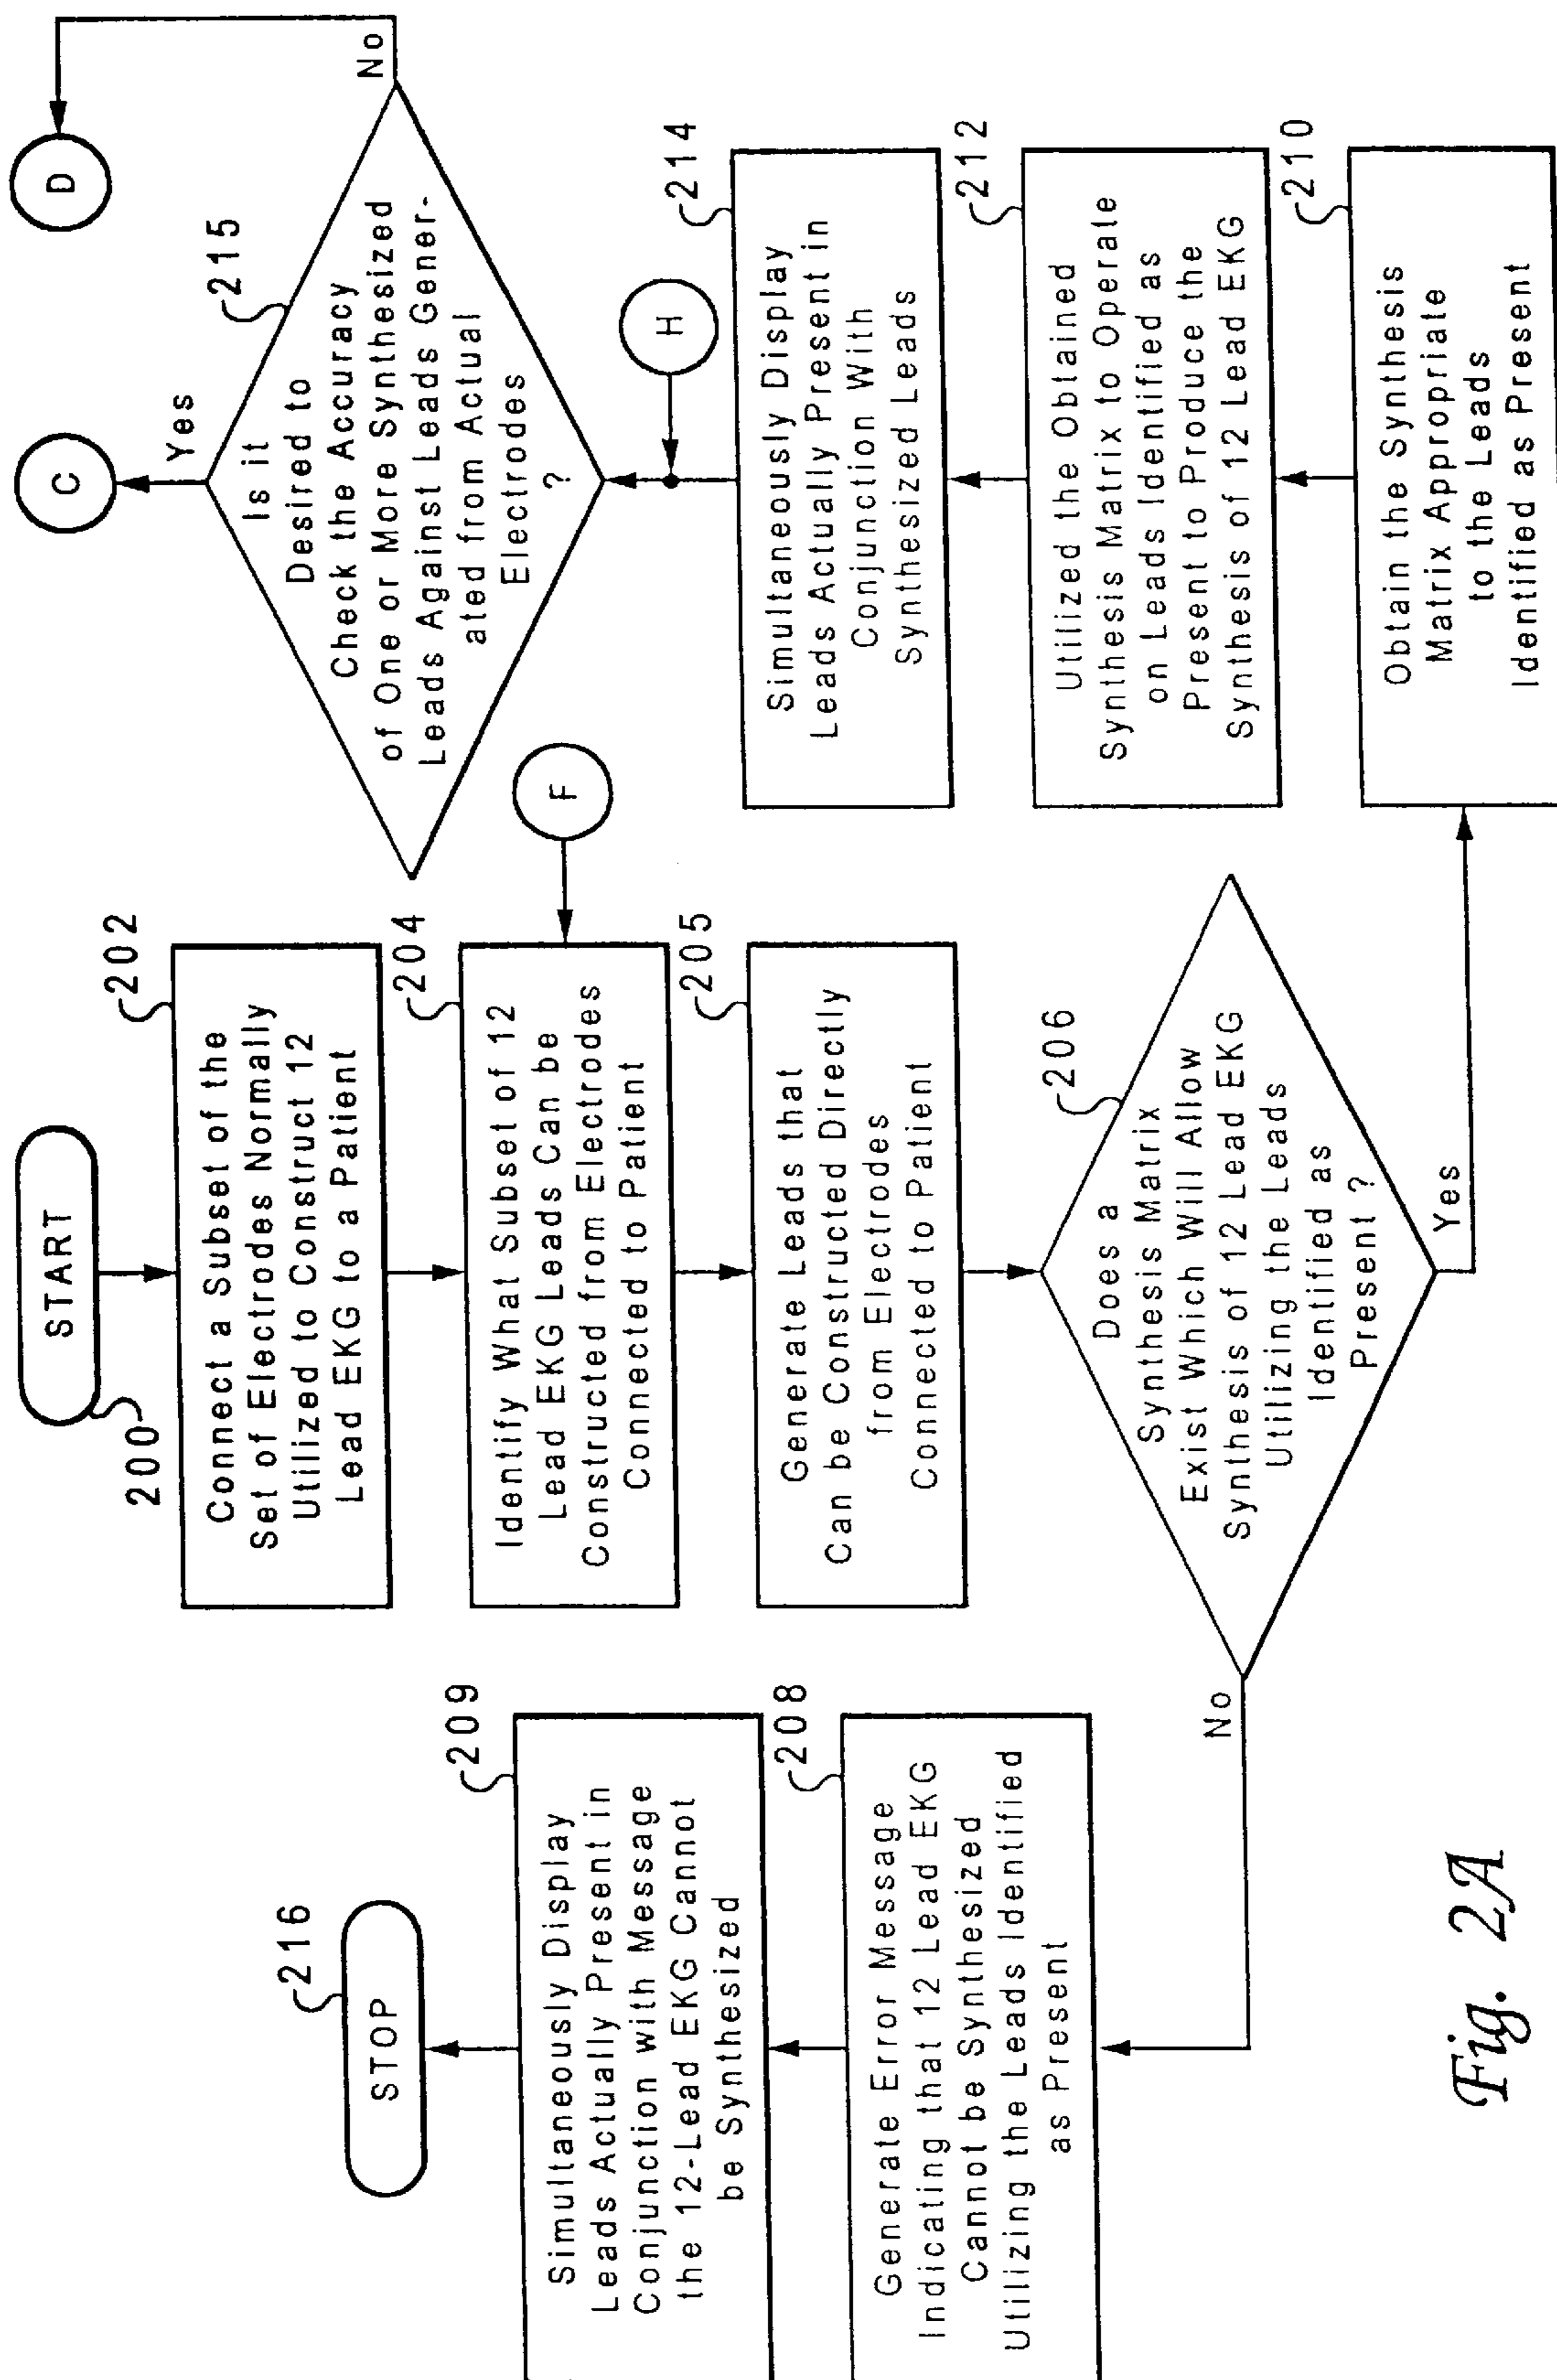 START
200
202
Connect a Subset of the
Set of Electrodes Normally
Utilized to Construct 12
Lead EKG to a Patient
204
Identify What Subset of 12
Lead EKG Leads Can be
Constructed from Electrodes
Connected to Patient
F
205
Generate Leads that
Can be Constructed Directly
from Electrodes
Connected to Patient
206
Does a
Synthesis Matrix
Exist Which Will Allow
Synthesis of 12 Lead EKG
Utilizing the Leads
Identified as
Present ?
No
Yes
208
Generate Error Message
Indicating that 12 Lead EKG
Cannot be Synthesized
Utilizing the Leads Identified
as Present
209
Simultaneously Display
Leads Actually Present in
Conjunction with Message
the 12-Lead EKG Cannot
be Synthesized
216
STOP
210
Obtain the Synthesis
Matrix Appropriate
to the Leads
Identified as Present
212
Utilized the Obtained
Synthesis Matrix to Operate
on Leads Identified as
Present to Produce the
Synthesis of 12 Lead EKG
214
Simultaneously Display
Leads Actually Present in
Conjunction With
Synthesized Leads
H
215
Is it
Desired to
Check the Accuracy
of One or More Synthesized
Leads Against Leads Gener-
ated from Actual
Electrodes
?
Yes
C
No
D
Fig. 2A